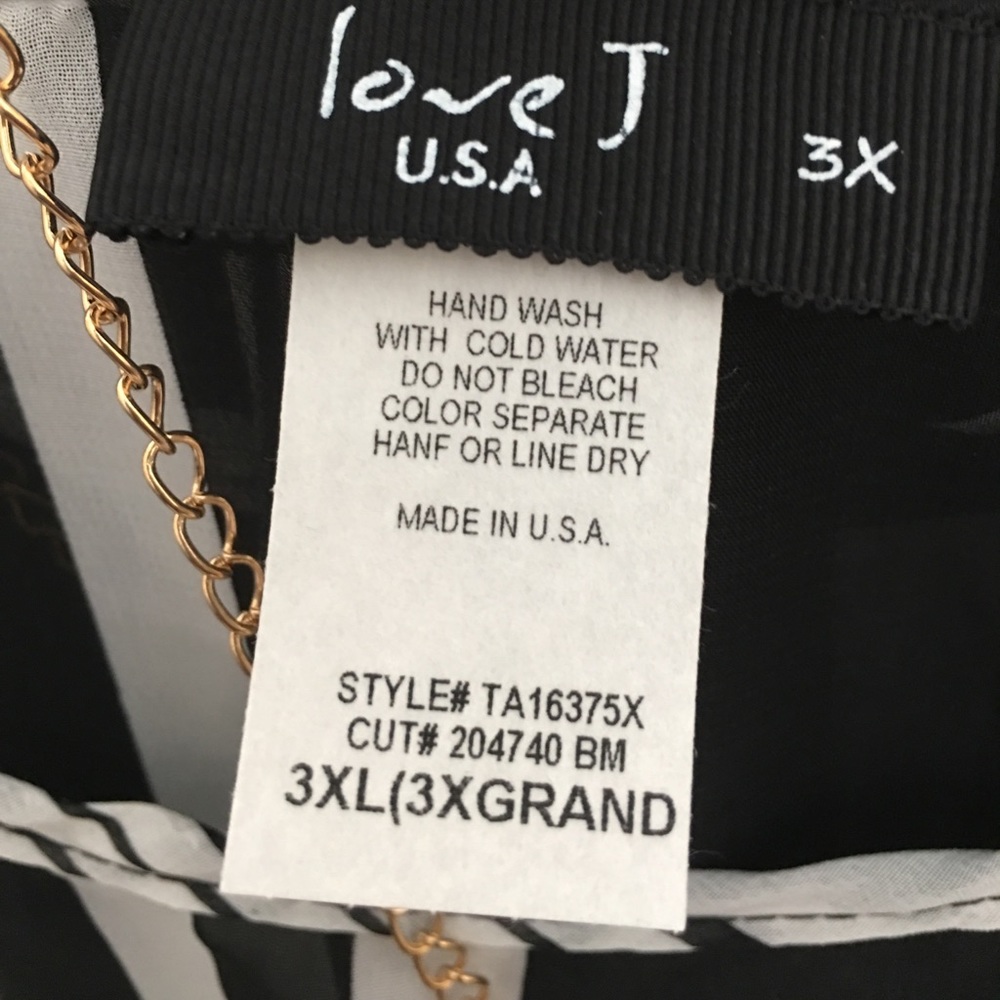 love J
U.S.A
3X
HAND WASH
WITH COLD WATER
DO NOT BLEACH
COLOR SEPARATE
HANF OR LINE DRY
MADE IN U.S.A.
STYLE# TA16375X
CUT# 204740 BM
3XL(3XGRAND